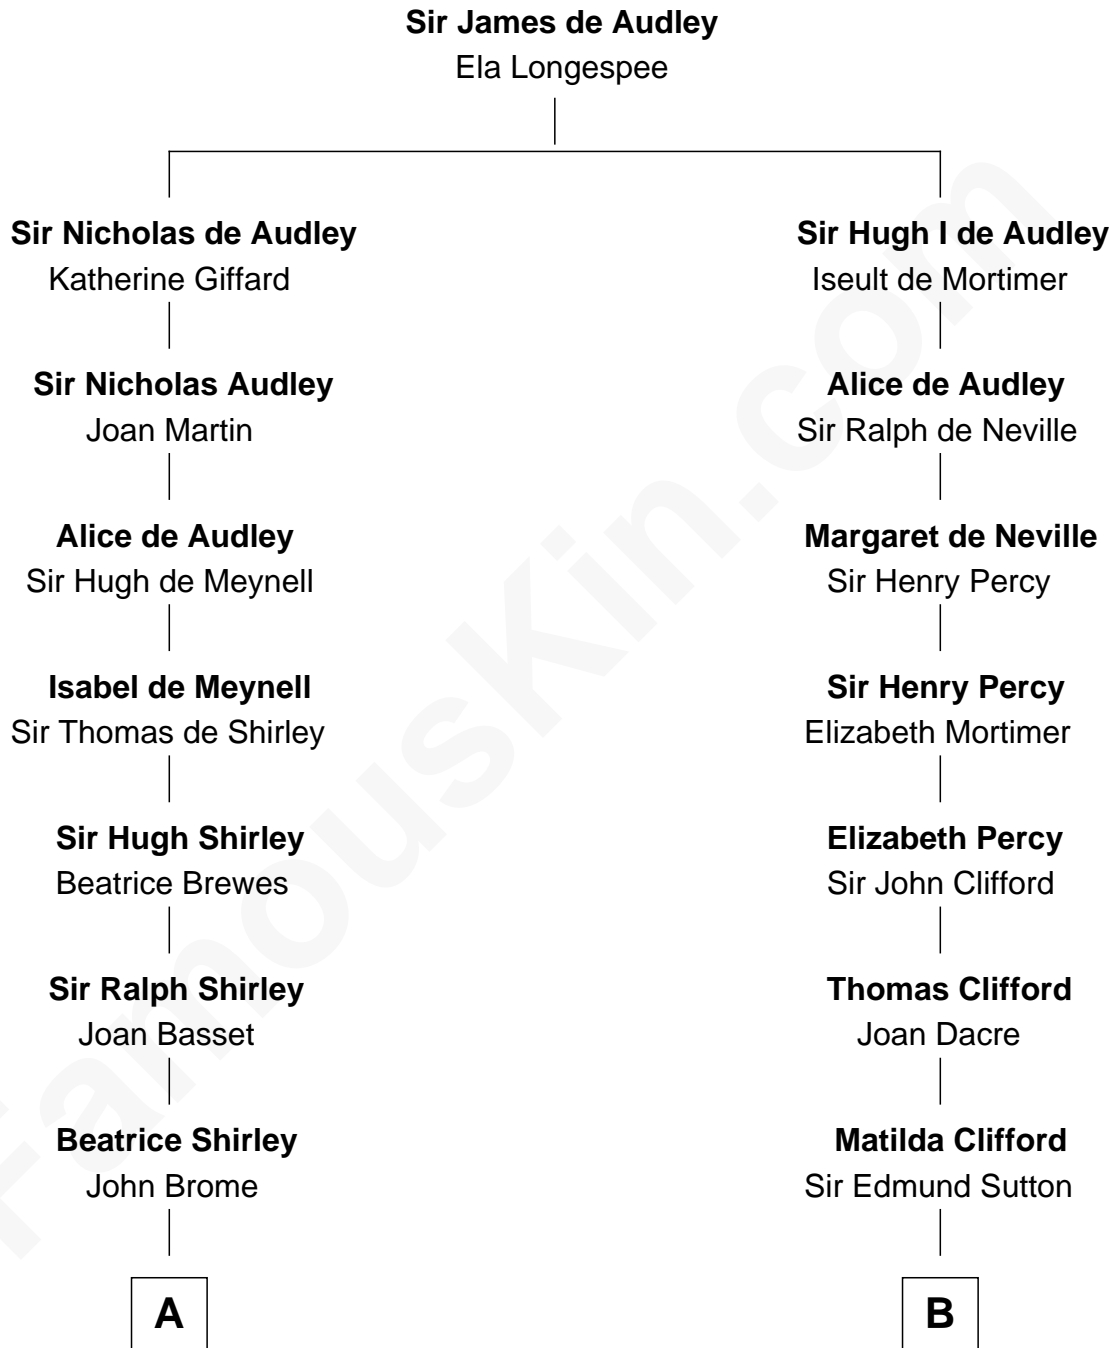 Sir James de Audley
Ela Longespee
Sir Nicholas de Audley
Katherine Giffard
Sir Nicholas Audley
Joan Martin
Alice de Audley
Sir Hugh de Meynell
Isabel de Meynell
Sir Thomas de Shirley
Sir Hugh Shirley
Beatrice Brewes
Sir Ralph Shirley
Joan Basset
Beatrice Shirley
John Brome
A
Sir Hugh I de Audley
Iseult de Mortimer
Alice de Audley
Sir Ralph de Neville
Margaret de Neville
Sir Henry Percy
Sir Henry Percy
Elizabeth Mortimer
Elizabeth Percy
Sir John Clifford
Thomas Clifford
Joan Dacre
Matilda Clifford
Sir Edmund Sutton
B
FamousKin.com